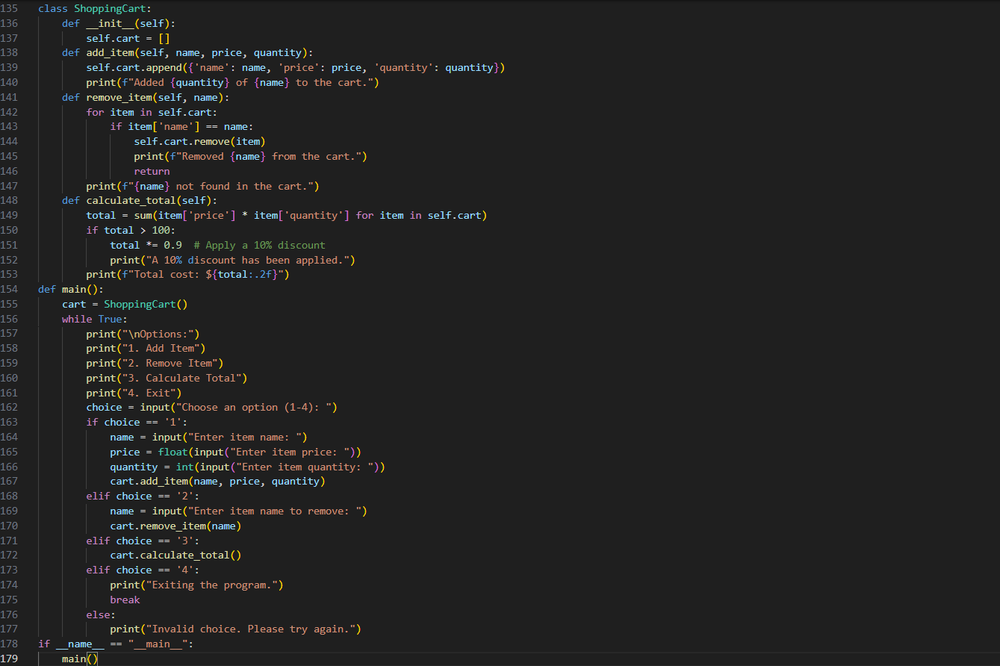 135 class ShoppingCart:
136     def __init__(self):
137         self.cart = []
138     def add_item(self, name, price, quantity):
139         self.cart.append({'name': name, 'price': price, 'quantity': quantity})
140         print(f"Added {quantity} of {name} to the cart.")
141     def remove_item(self, name):
142         for item in self.cart:
143             if item['name'] == name:
144                 self.cart.remove(item)
145                 print(f"Removed {name} from the cart.")
146                 return
147         print(f"{name} not found in the cart.")
148     def calculate_total(self):
149         total = sum(item['price'] * item['quantity'] for item in self.cart)
150         if total > 100:
151             total *= 0.9  # Apply a 10% discount
152             print("A 10% discount has been applied.")
153         print(f"Total cost: ${total:.2f}")
154 def main():
155     cart = ShoppingCart()
156     while True:
157         print("\nOptions:")
158         print("1. Add Item")
159         print("2. Remove Item")
160         print("3. Calculate Total")
161         print("4. Exit")
162         choice = input("Choose an option (1-4): ")
163         if choice == '1':
164             name = input("Enter item name: ")
165             price = float(input("Enter item price: "))
166             quantity = int(input("Enter item quantity: "))
167             cart.add_item(name, price, quantity)
168         elif choice == '2':
169             name = input("Enter item name to remove: ")
170             cart.remove_item(name)
171         elif choice == '3':
172             cart.calculate_total()
173         elif choice == '4':
174             print("Exiting the program.")
175             break
176         else:
177             print("Invalid choice. Please try again.")
178 if __name__ == "__main__":
179     main()